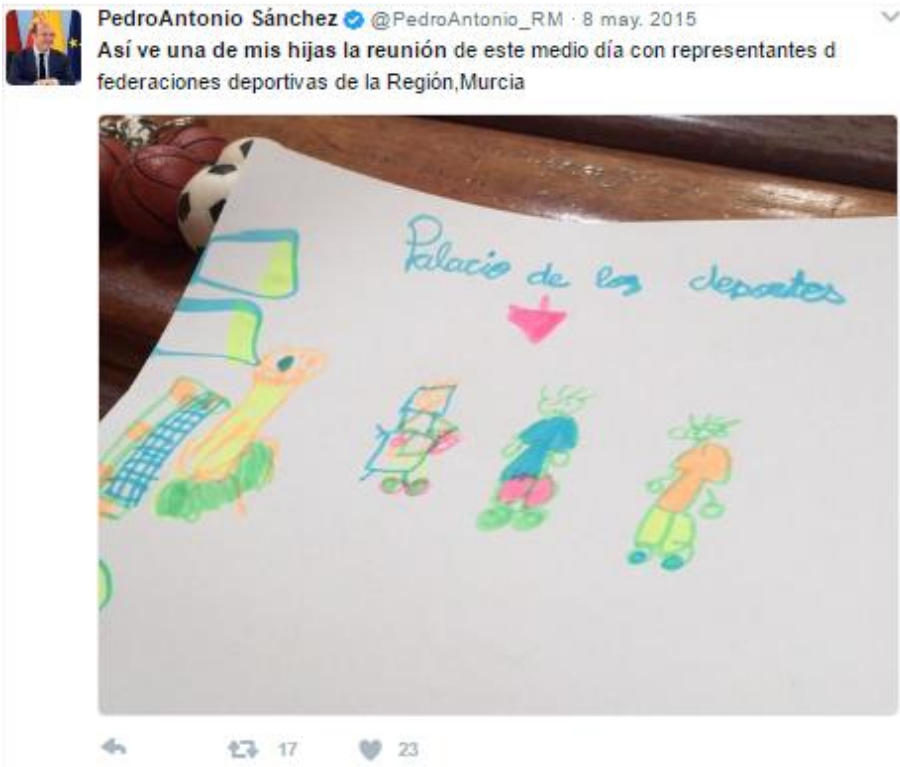 PedroAntonio Sánchez @PedroAntonio_RM · 8 may. 2015
Así ve una de mis hijas la reunión de este medio día con representantes d
federaciones deportivas de la Región,Murcia
Palacio de los deportes
17 23